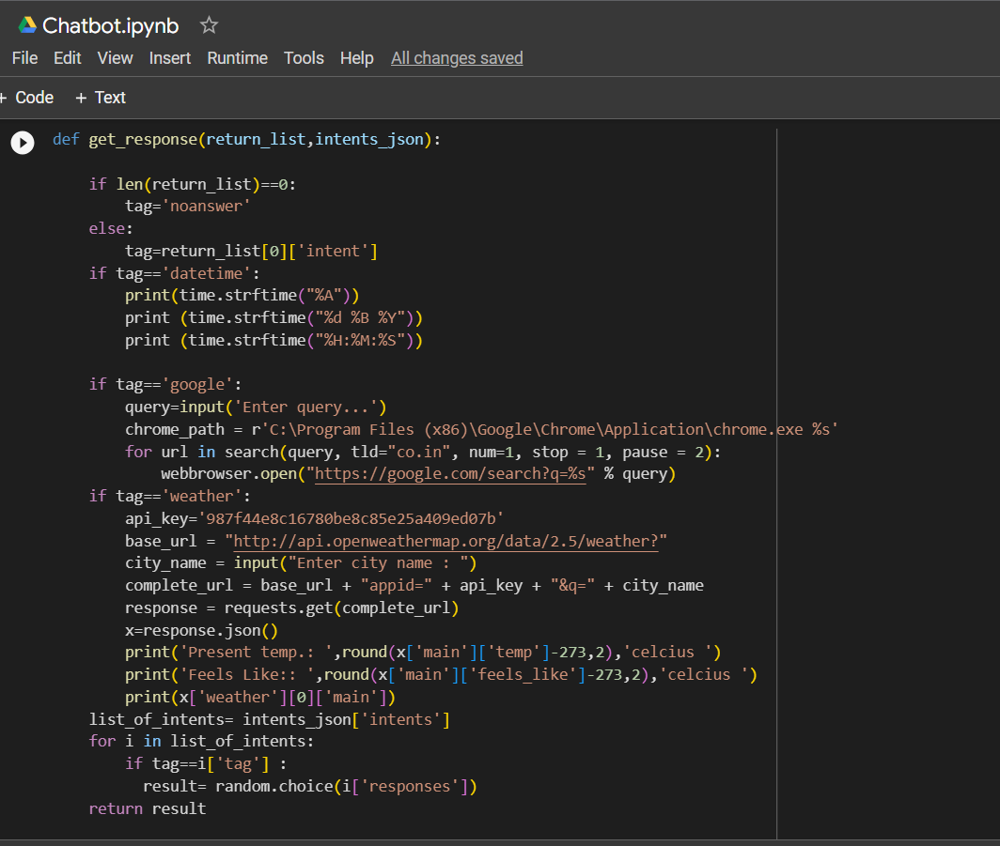 Chatbot.ipynb
File Edit View Insert Runtime Tools Help All changes saved
+ Code + Text
def get_response(return_list,intents_json):
if len(return_list)==0:
tag='noanswer'
else:
tag=return_list[0]['intent']
if tag=='datetime':
print(time.strftime("%A"))
print (time.strftime("%d %B %Y"))
print (time.strftime("%H:%M:%S"))
if tag=='google':
query=input('Enter query...')
chrome_path = r'C:\Program Files (x86)\Google\Chrome\Application\chrome.exe %s'
for url in search(query, tld="co.in", num=1, stop = 1, pause = 2):
webbrowser.open("https://google.com/search?q=%s" % query)
if tag=='weather':
api_key='987f44e8c16780be8c85e25a409ed07b'
base_url = "http://api.openweathermap.org/data/2.5/weather?"
city_name = input("Enter city name : ")
complete_url = base_url + "appid=" + api_key + "&q=" + city_name
response = requests.get(complete_url)
x=response.json()
print('Present temp.: ',round(x['main']['temp']-273,2),'celcius ')
print('Feels Like:: ',round(x['main']['feels_like']-273,2),'celcius ')
print(x['weather'][0]['main'])
list_of_intents= intents_json['intents']
for i in list_of_intents:
if tag==i['tag'] :
result= random.choice(i['responses'])
return result